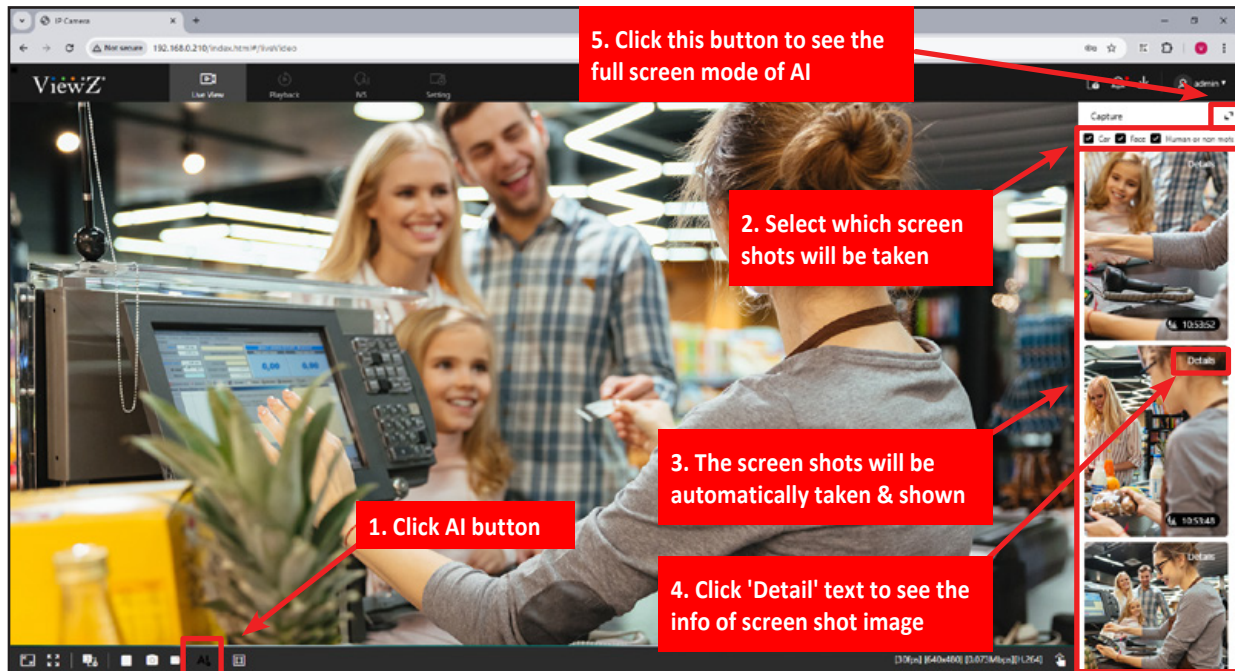 IP Camera
Not secure 192.168.0.210/index.html#/liveVideo
ViewZ
Live View
Playback
IVS
Setting
admin
5. Click this button to see the
full screen mode of AI
Capture
Car Face Human or non moto
Details
2. Select which screen
shots will be taken
10:53:52
Details
0,00 0,00
3. The screen shots will be
automatically taken & shown
10:53:48
1. Click AI button
Details
4. Click 'Detail' text to see the
info of screen shot image
[30fps] [640x480] [0.073Mbps][H.264]